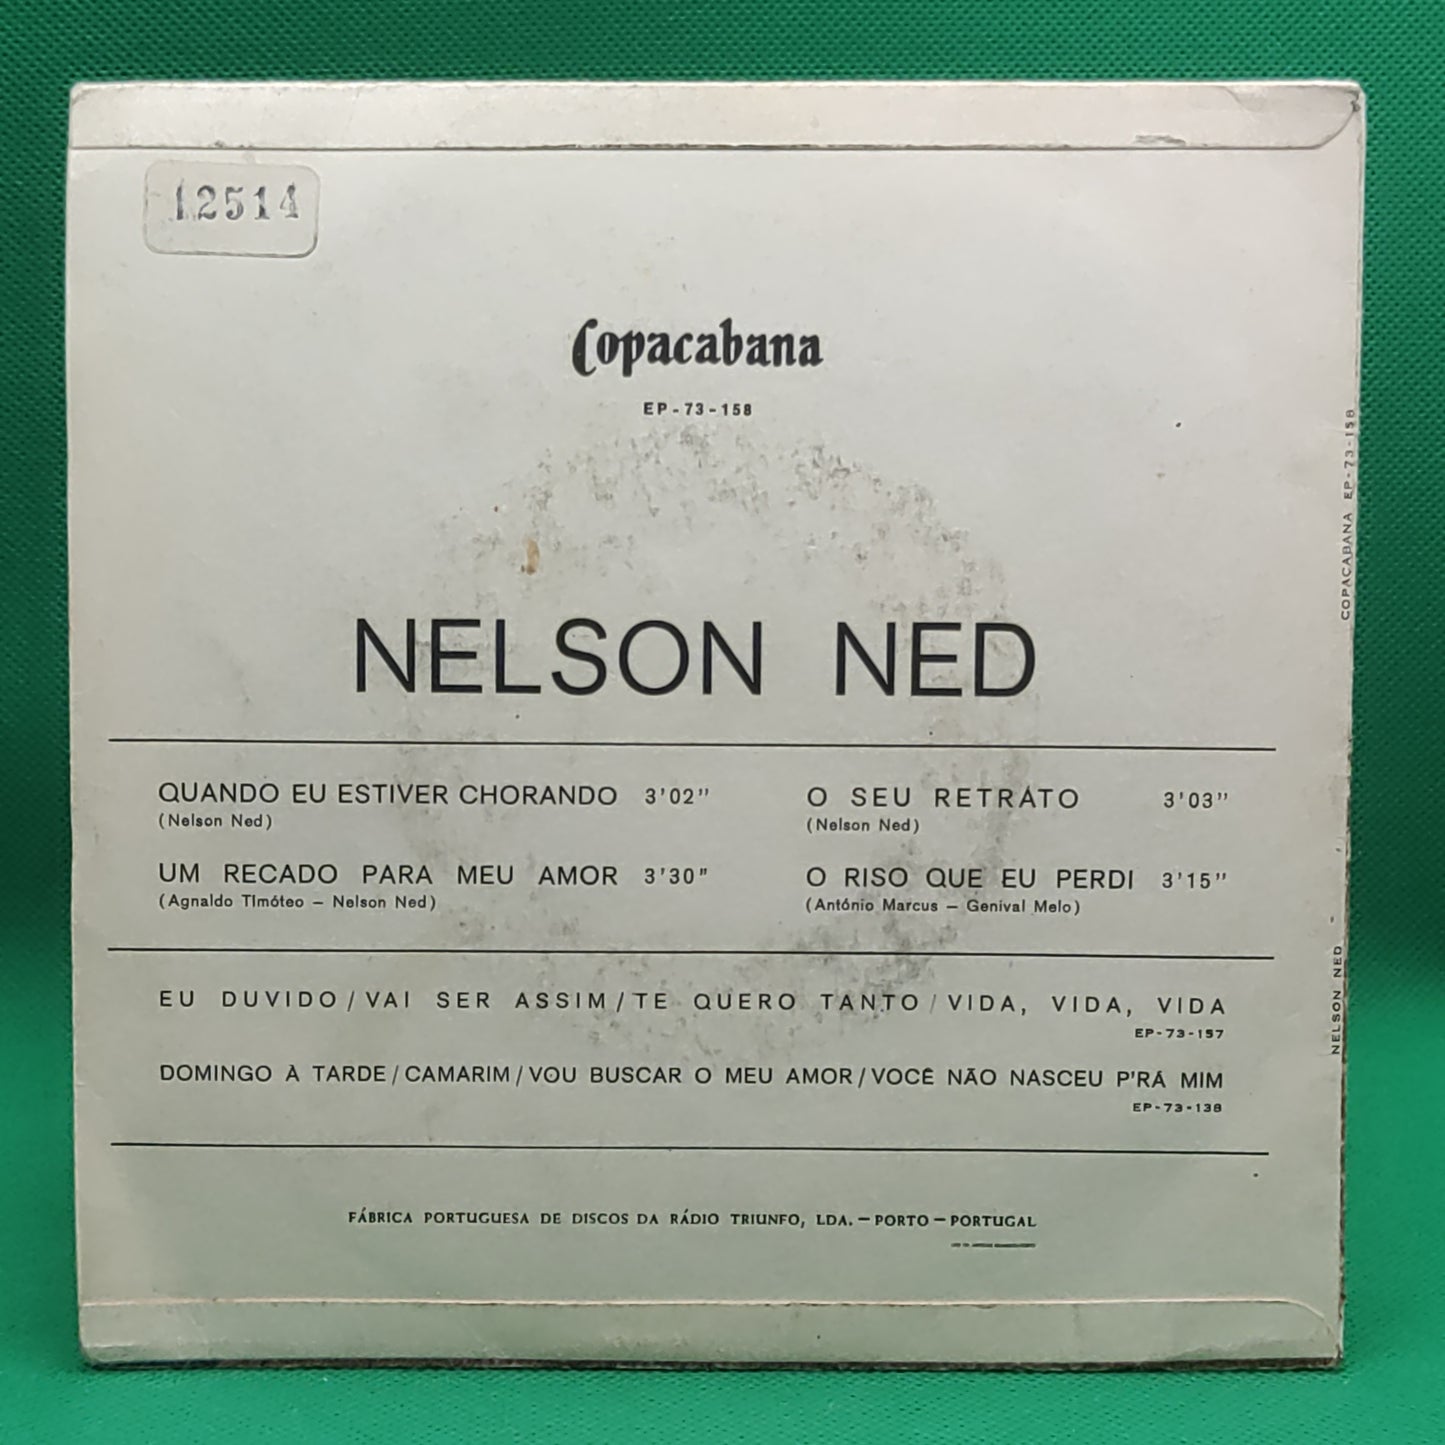 12514
Copacabana
EP-73-158
NELSON NED
QUANDO EU ESTIVER CHORANDO 3'02"
(Nelson Ned)
UM RECADO PARA MEU AMOR 3'30"
(Agnaldo Tlmóteo – Nelson Ned)
O SEU RETRATO 3'03"
(Nelson Ned)
O RISO QUE EU PERDI 3'15"
(António Marcus – Genival Melo)
EU DUVIDO / VAI SER ASSIM / TE QUERO TANTO / VIDA, VIDA, VIDA
EP-73-157
DOMINGO À TARDE / CAMARIM / VOU BUSCAR O MEU AMOR / VOCÊ NÃO NASCEU P'RÁ MIM
EP-73-138
FÁBRICA PORTUGUESA DE DISCOS DA RÁDIO TRIUNFO, LDA. – PORTO – PORTUGAL
NELSON NED - COPACABANA EP-73-158